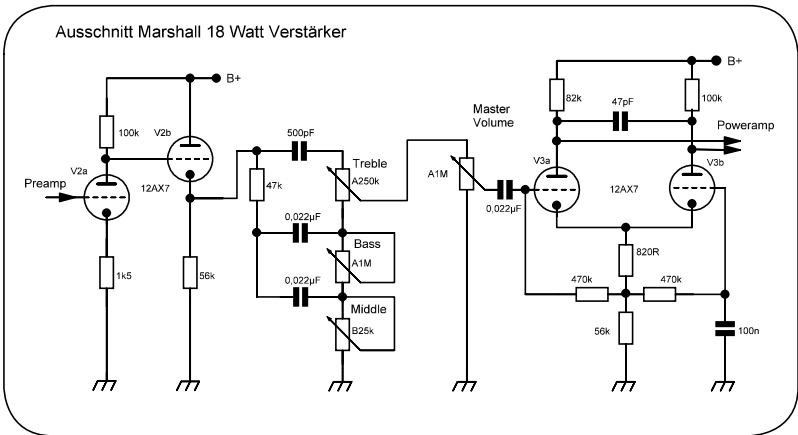 Ausschnitt Marshall 18 Watt Verstärker
B+
100k
V2b
V2a
Preamp
12AX7
1k5
56k
500pF
Treble
A250k
47k
0,022µF
Bass
A1M
0,022µF
Middle
B25k
Master
Volume
A1M
0,022µF
B+
82k
47pF
100k
Poweramp
V3a
V3b
12AX7
820R
470k
470k
56k
100n